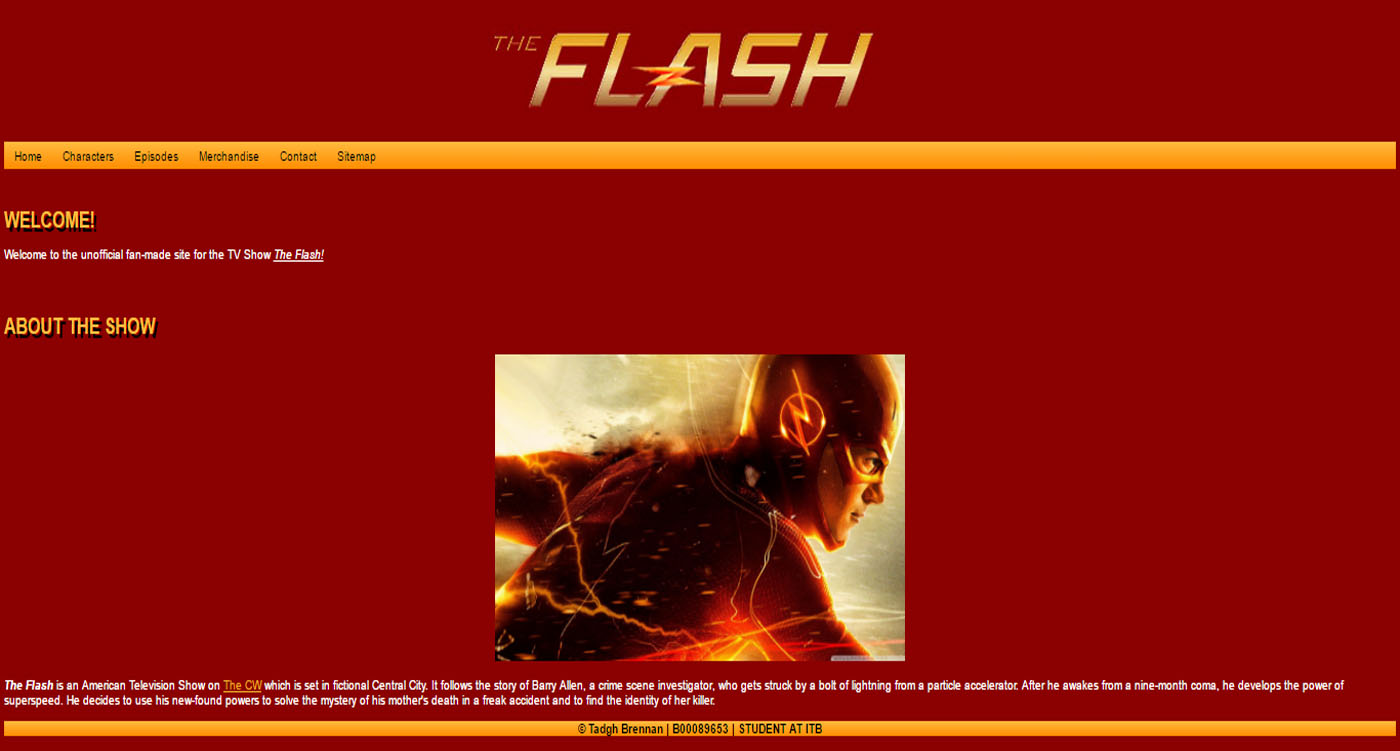 THE FLASH
Home Characters Episodes Merchandise Contact Sitemap
WELCOME!
Welcome to the unofficial fan-made site for the TV Show The Flash!
ABOUT THE SHOW
The Flash is an American Television Show on The CW which is set in fictional Central City. It follows the story of Barry Allen, a crime scene investigator, who gets struck by a bolt of lightning from a particle accelerator. After he awakes from a nine-month coma, he develops the power of
superspeed. He decides to use his new-found powers to solve the mystery of his mother's death in a freak accident and to find the identity of her killer.
© Tadgh Brennan | B00089653 | STUDENT AT ITB